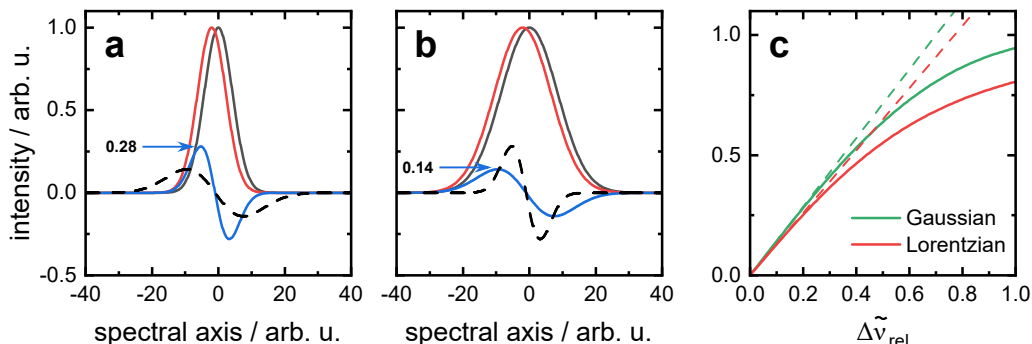 a
b
c
intensity / arb. u.
1.0
0.5
0.0
-0.5
0.28
-40 -20 0 20 40
spectral axis / arb. u.
0.14
-40 -20 0 20 40
spectral axis / arb. u.
1.0
0.5
0.0
Gaussian
Lorentzian
0.0 0.2 0.4 0.6 0.8 1.0
Δν̃rel